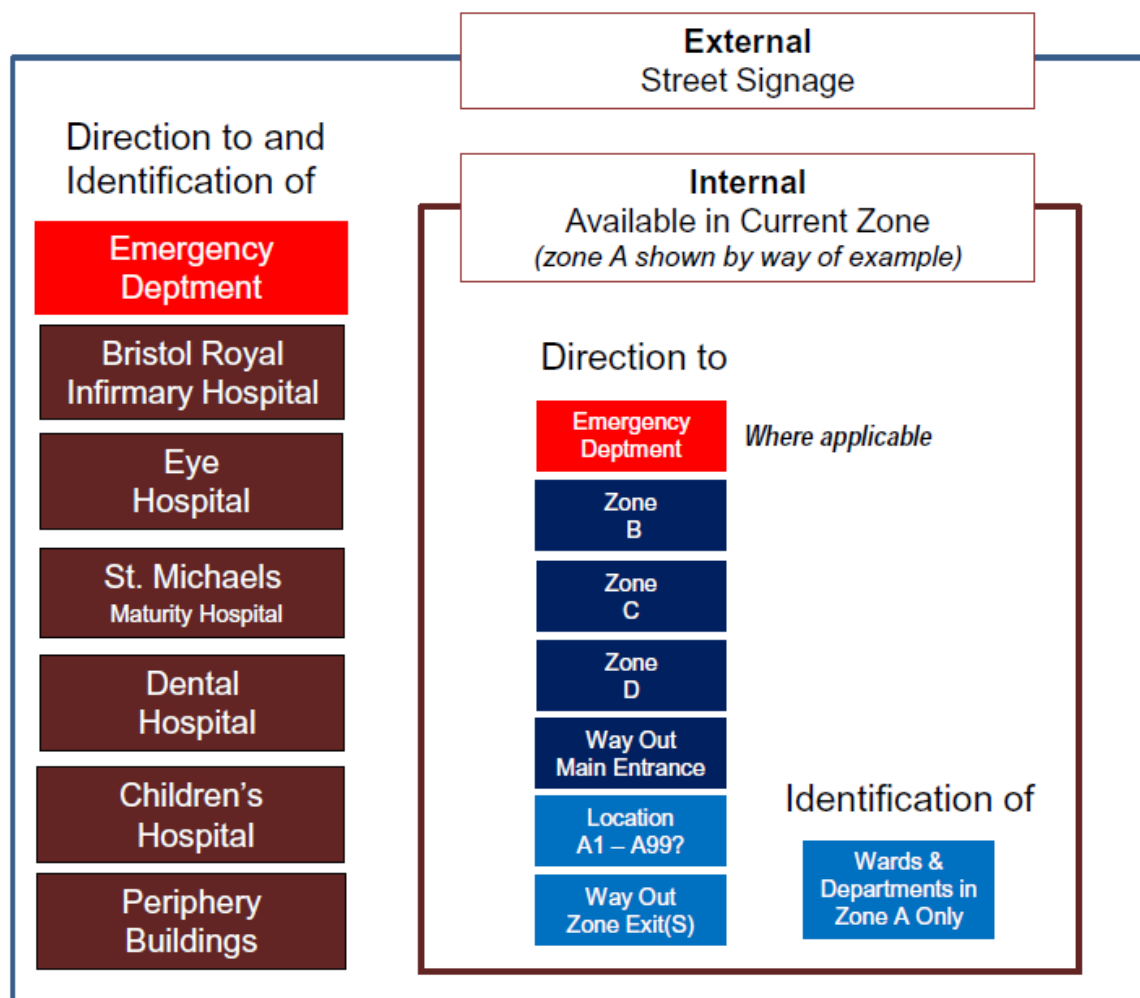 External
Street Signage
Direction to and
Identification of
Emergency
Deptment
Bristol Royal
Infirmary Hospital
Eye
Hospital
St. Michaels
Maturity Hospital
Dental
Hospital
Children's
Hospital
Periphery
Buildings
Internal
Available in Current Zone
(zone A shown by way of example)
Direction to
Emergency
Deptment
Where applicable
Zone
B
Zone
C
Zone
D
Way Out
Main Entrance
Location
A1 – A99?
Way Out
Zone Exit(S)
Identification of
Wards &
Departments in
Zone A Only